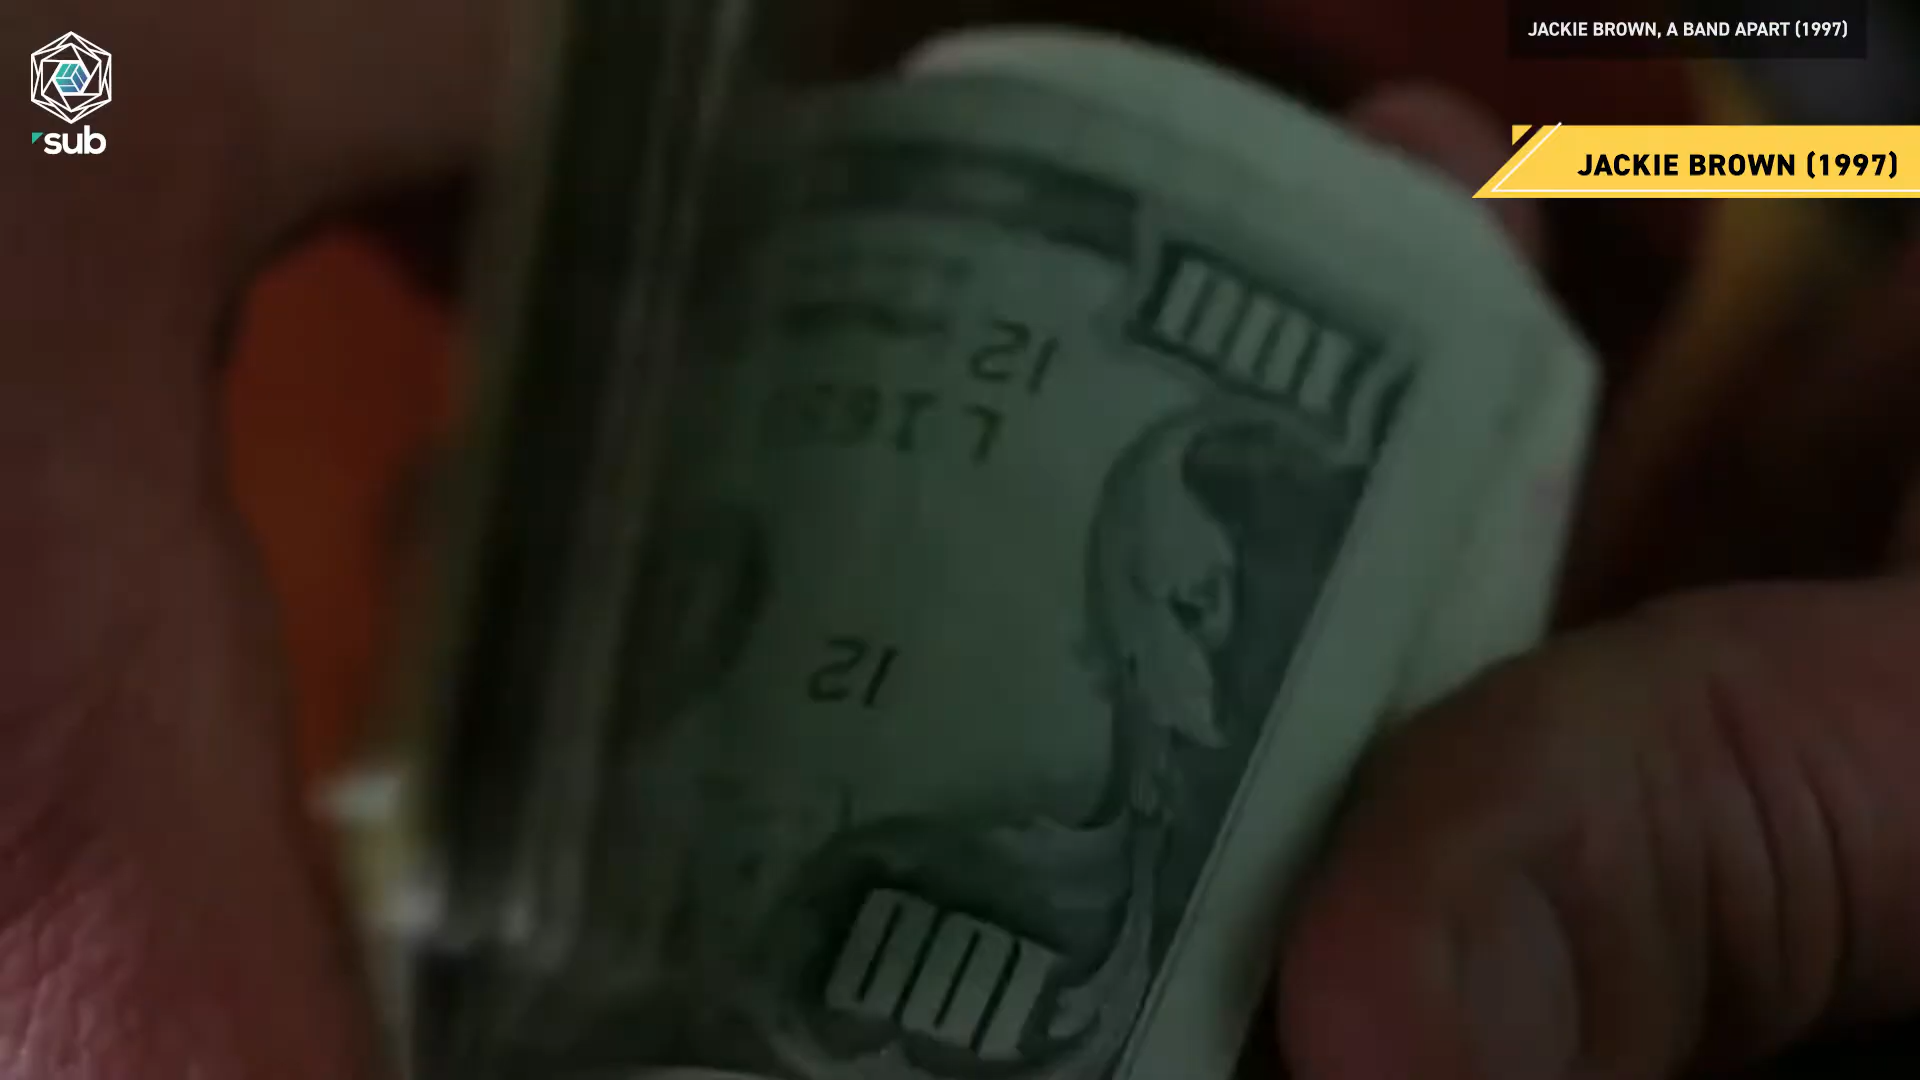 JACKIE BROWN, A BAND APART (1997)
sub
JACKIE BROWN (1997)
100
12
12
100